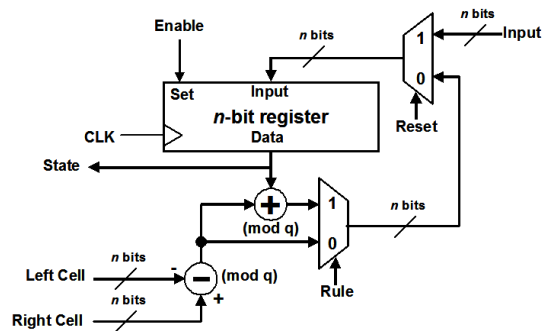 Enable
n bits
n bits
1
Input
0
Set
Input
n-bit register
Data
CLK
Reset
State
+
1
(mod q)
n bits
0
Left Cell
n bits
-
−
(mod q)
+
Rule
Right Cell
n bits